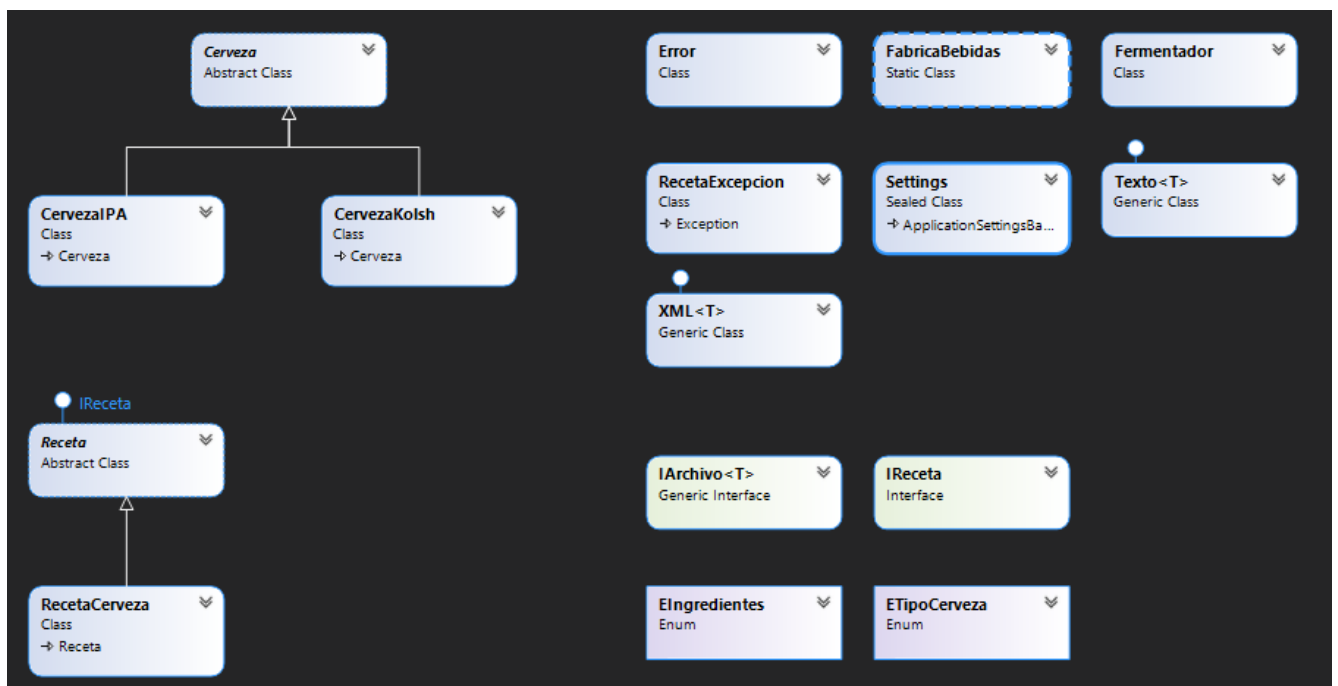 Cerveza
Abstract Class
Error
Class
FabricaBebidas
Static Class
Fermentador
Class
CervezaIPA
Class
Cerveza
CervezaKolsh
Class
Cerveza
RecetaExcepcion
Class
Exception
Settings
Sealed Class
ApplicationSettingsBa...
Texto<T>
Generic Class
XML<T>
Generic Class
IReceta
Receta
Abstract Class
IArchivo<T>
Generic Interface
IReceta
Interface
RecetaCerveza
Class
Receta
EIngredientes
Enum
ETipoCerveza
Enum